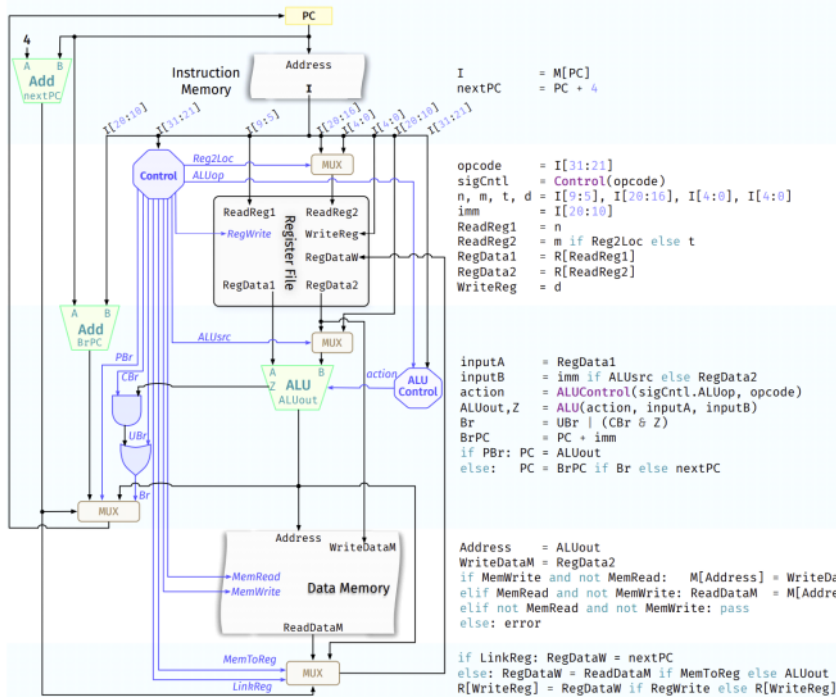 PC
4
A B
Add
nextPC
Instruction
Memory
Address
I
I = M[PC]
nextPC = PC + 4
I[20:10]
I[31:21]
I[9:5]
I[20:16]
I[4:0]
I[4:0]
I[20:10]
I[31:21]
Control
Reg2Loc
ALUop
MUX
ReadReg1
ReadReg2
RegWrite
WriteReg
Register File
RegDataW
RegData1
RegData2
opcode = I[31:21]
sigCntl = Control(opcode)
n, m, t, d = I[9:5], I[20:16], I[4:0], I[4:0]
imm = I[20:10]
ReadReg1 = n
ReadReg2 = m if Reg2Loc else t
RegData1 = R[ReadReg1]
RegData2 = R[ReadReg2]
WriteReg = d
A B
Add
BrPC
PBr
CBr
ALUsrc
MUX
A B
Z ALU
ALUout
action
ALU
Control
UBr
Br
MUX
inputA = RegData1
inputB = imm if ALUsrc else RegData2
action = ALUControl(sigCntl.ALUop, opcode)
ALUout,Z = ALU(action, inputA, inputB)
Br = UBr | (CBr & Z)
BrPC = PC + imm
if PBr: PC = ALUout
else: PC = BrPC if Br else nextPC
Address
WriteDataM
MemRead
MemWrite
Data Memory
ReadDataM
Address = ALUout
WriteDataM = RegData2
if MemWrite and not MemRead: M[Address] = WriteDa
elif MemRead and not MemWrite: ReadDataM = M[Addre
elif not MemRead and not MemWrite: pass
else: error
MemToReg
MUX
LinkReg
if LinkReg: RegDataW = nextPC
else: RegDataW = ReadDataM if MemToReg else ALUout
R[WriteReg] = RegDataW if RegWrite else R[WriteReg]